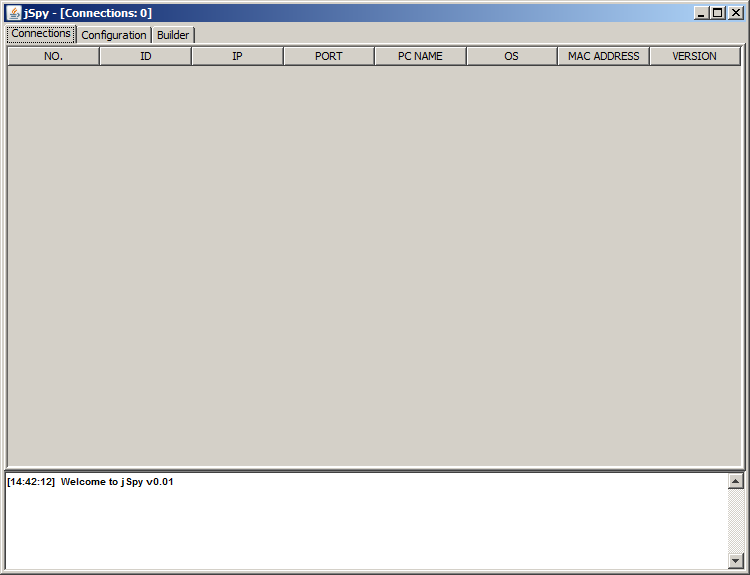 jSpy - [Connections: 0]
Connections Configuration Builder
NO. ID IP PORT PC NAME OS MAC ADDRESS VERSION
[14:42:12] Welcome to jSpy v0.01